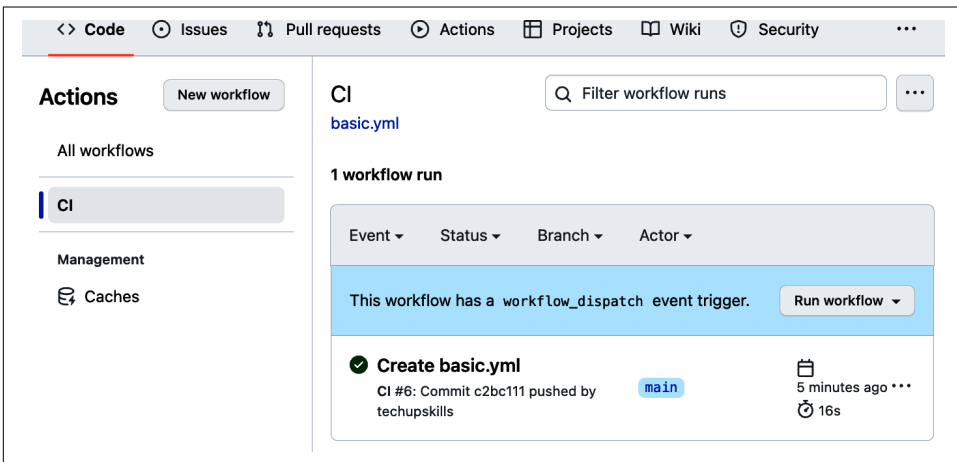 Code Issues Pull requests Actions Projects Wiki Security
Actions
New workflow
All workflows
CI
Management
Caches
CI
Filter workflow runs
basic.yml
1 workflow run
Event Status Branch Actor
This workflow has a workflow_dispatch event trigger.
Run workflow
Create basic.yml
CI #6: Commit c2bc111 pushed by
techupskills
main
5 minutes ago
16s